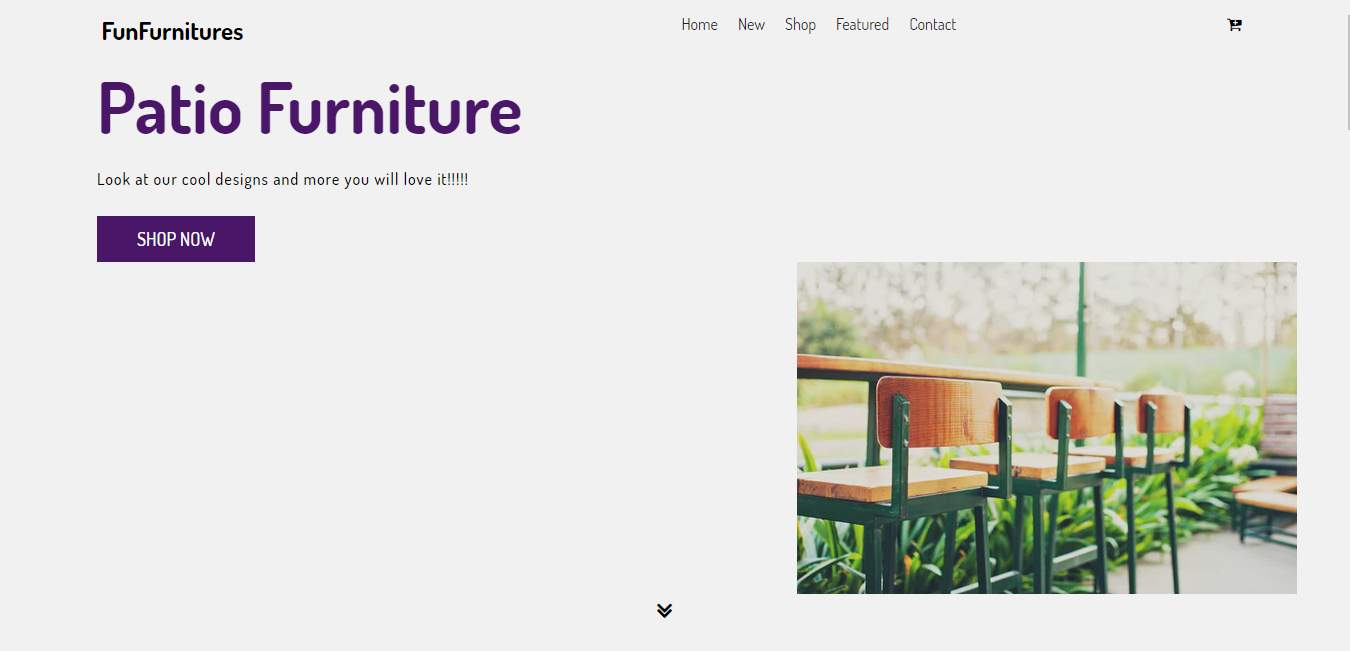 FunFurnitures
Home New Shop Featured Contact
Patio Furniture
Look at our cool designs and more you will love it!!!!!
SHOP NOW